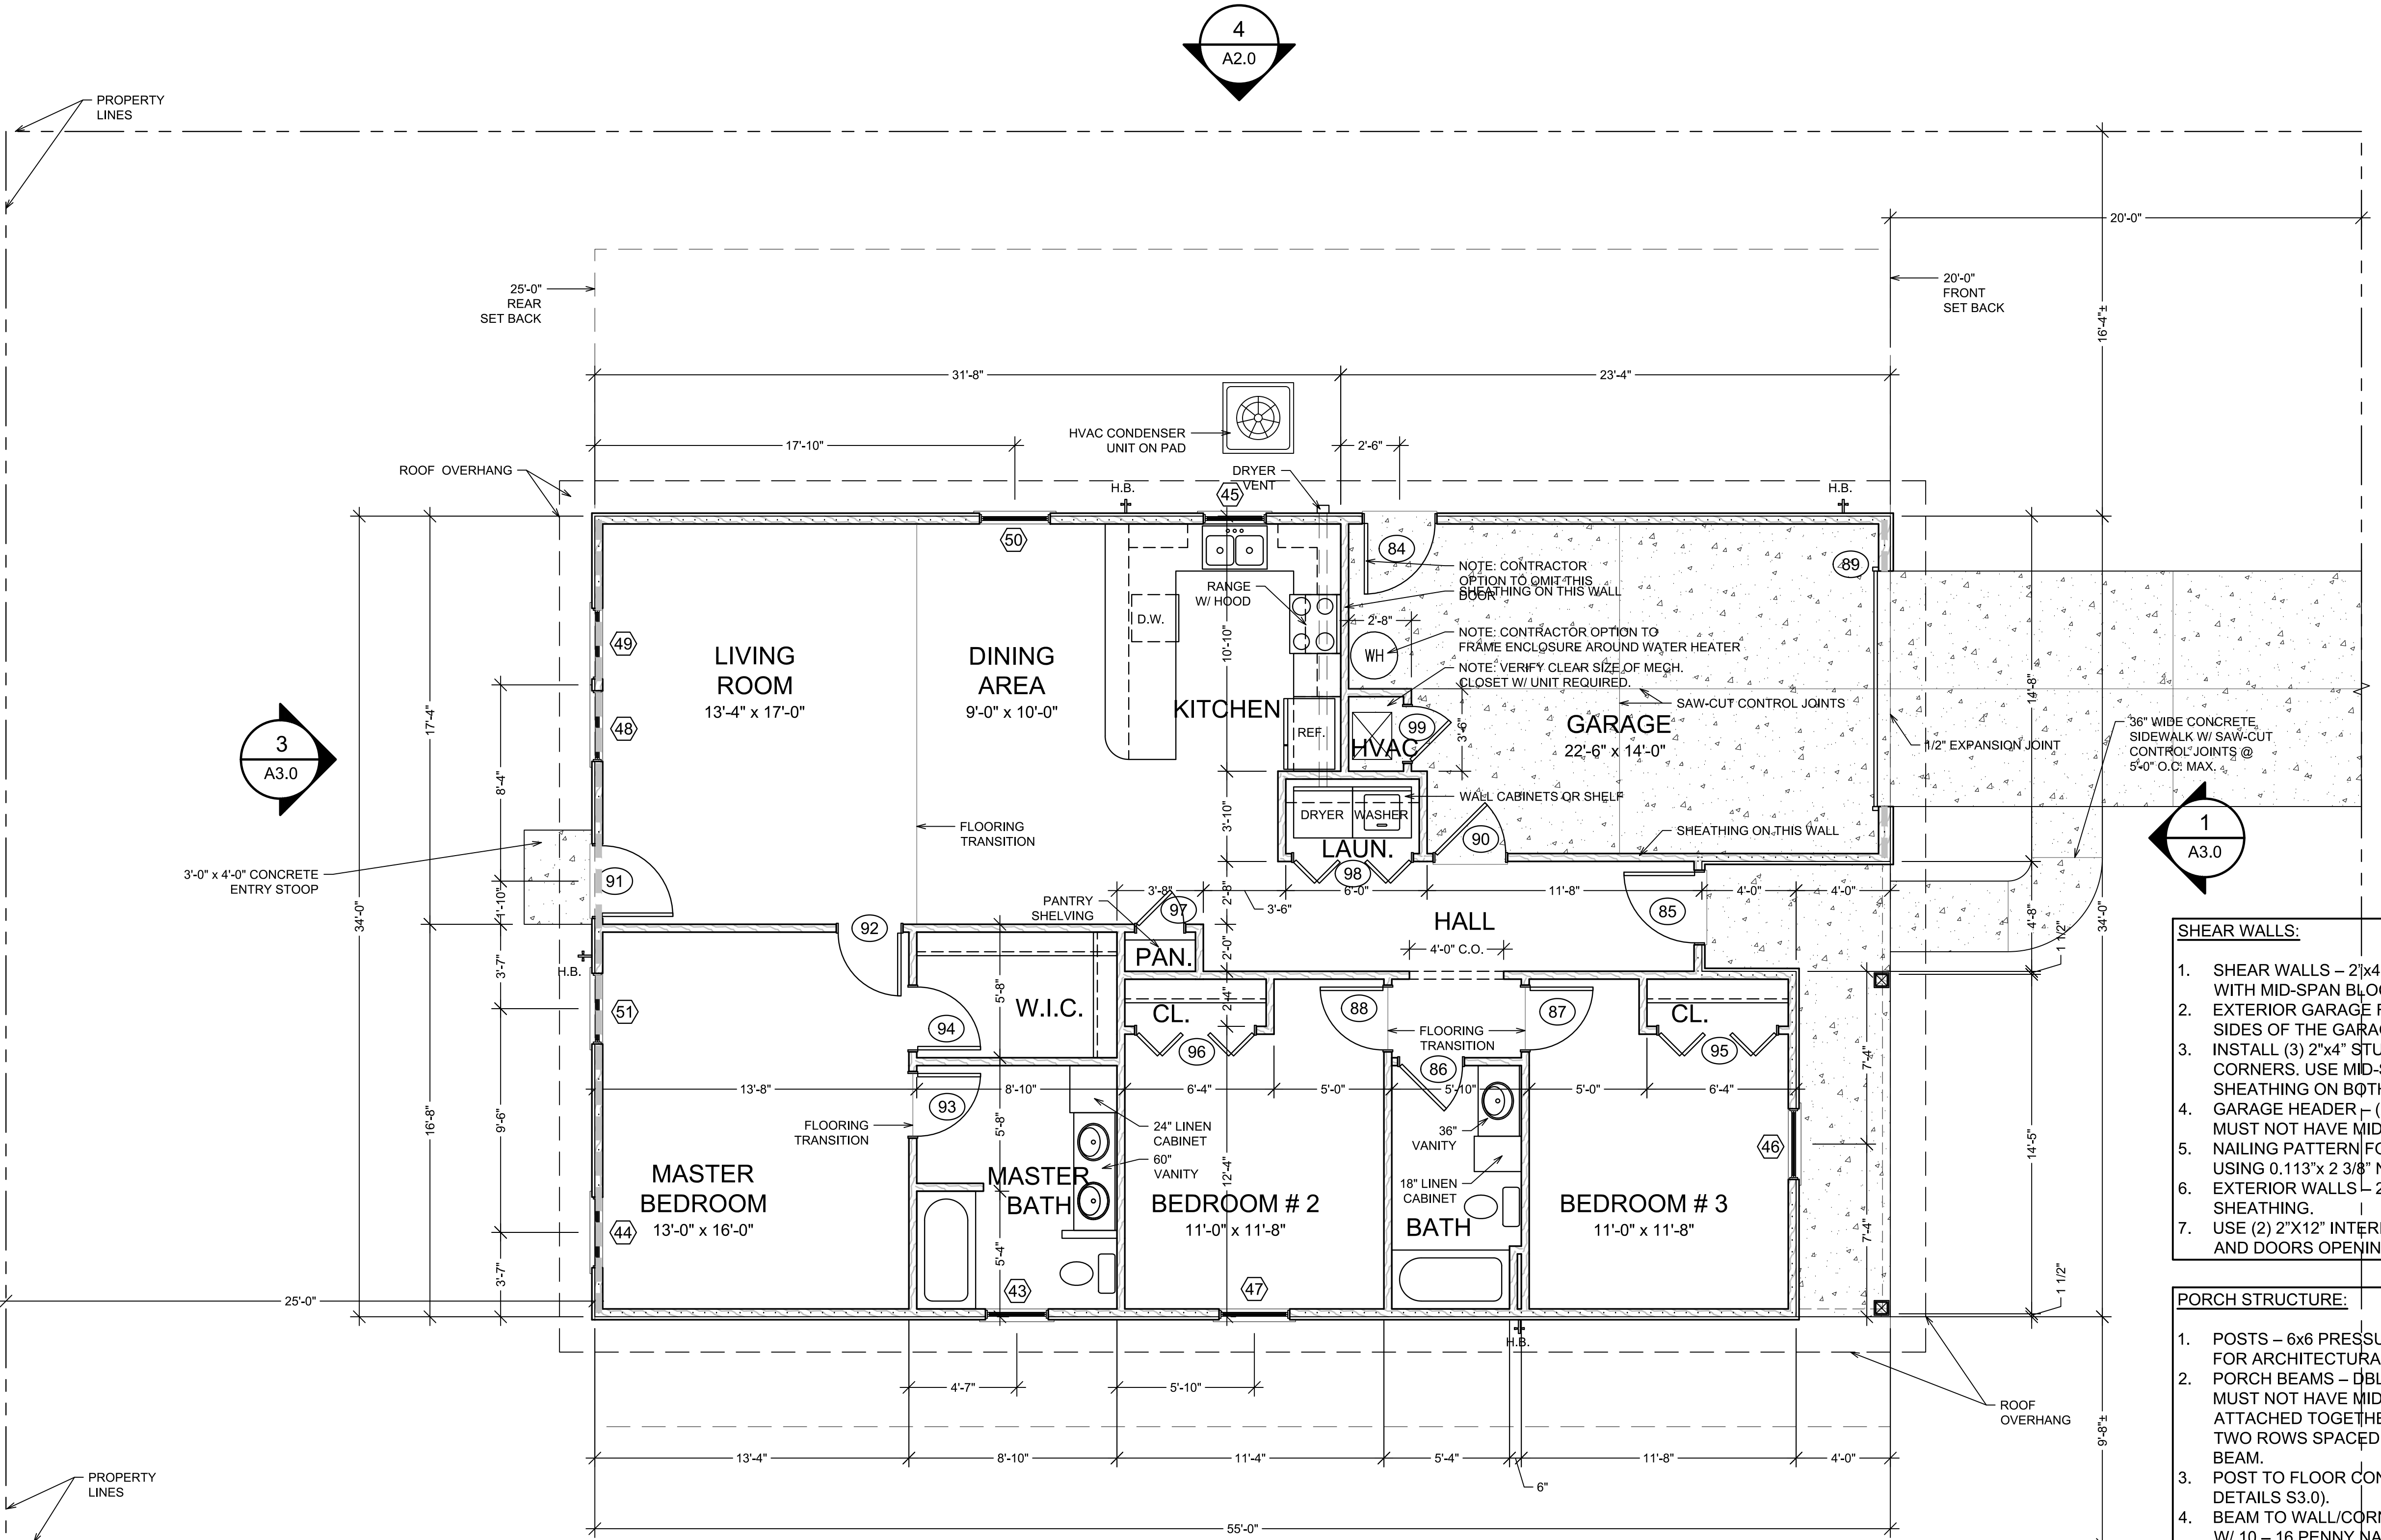 4
A2.0
PROPERTY
LINES
20'-0"
25'-0"
REAR
SET BACK
20'-0"
FRONT
SET BACK
16'-4"±
31'-8"
23'-4"
HVAC CONDENSER
UNIT ON PAD
17'-10"
2'-6"
ROOF OVERHANG
DRYER
VENT
H.B.
45
H.B.
50
84
89
NOTE: CONTRACTOR
OPTION TO OMIT THIS
DOOR
SHEATHING ON THIS WALL
RANGE
W/ HOOD
D.W.
2'-8"
10'-10"
NOTE: CONTRACTOR OPTION TO
FRAME ENCLOSURE AROUND WATER HEATER
WH
NOTE: VERIFY CLEAR SIZE OF MECH.
CLOSET W/ UNIT REQUIRED.
49
LIVING
ROOM
13'-4" x 17'-0"
DINING
AREA
9'-0" x 10'-0"
KITCHEN
SAW-CUT CONTROL JOINTS
14'-8"
48
REF.
HVAC
99
3'-6"
GARAGE
22'-6" x 14'-0"
1/2" EXPANSION JOINT
36" WIDE CONCRETE
SIDEWALK W/ SAW-CUT
CONTROL JOINTS @
5'-0" O.C. MAX.
3
A3.0
17'-4"
8'-4"
WALL CABINETS OR SHELF
DRYER
WASHER
3'-10"
FLOORING
TRANSITION
SHEATHING ON THIS WALL
90
LAUN.
98
1
A3.0
3'-0" x 4'-0" CONCRETE
ENTRY STOOP
91
1'-10"
34'-0"
3'-8"
2'-8"
6'-0"
11'-8"
4'-0"
4'-0"
3'-6"
PANTRY
SHELVING
97
85
92
HALL
4'-8"
1 1/2"
34'-0"
4'-0" C.O.
PAN.
2'-0"
H.B.
3'-7"
5'-8"
W.I.C.
CL.
2'-4"
88
87
CL.
51
94
FLOORING
TRANSITION
96
86
95
7'-4"
13'-8"
8'-10"
6'-4"
5'-0"
5'-10"
5'-0"
6'-4"
16'-8"
9'-6"
93
5'-8"
FLOORING
TRANSITION
24" LINEN
CABINET
60"
VANITY
36"
VANITY
46
14'-5"
12'-4"
MASTER
BEDROOM
13'-0" x 16'-0"
MASTER
BATH
18" LINEN
CABINET
BEDROOM # 2
11'-0" x 11'-8"
BATH
BEDROOM # 3
11'-0" x 11'-8"
44
7'-4"
3'-7"
5'-4"
43
47
1 1/2"
25'-0"
H.B.
4'-7"
5'-10"
ROOF
OVERHANG
9'-8"±
13'-4"
8'-10"
11'-4"
5'-4"
11'-8"
4'-0"
6"
PROPERTY
LINES
55'-0"
SHEAR WALLS:
1. SHEAR WALLS – 2"x4
WITH MID-SPAN BLO
2. EXTERIOR GARAGE
SIDES OF THE GARA
3. INSTALL (3) 2"x4" STU
CORNERS. USE MID-
SHEATHING ON BOTH
4. GARAGE HEADER – (
MUST NOT HAVE MID
5. NAILING PATTERN FO
USING 0.113"x 2 3/8" N
6. EXTERIOR WALLS – 2
SHEATHING.
7. USE (2) 2"X12" INTER
AND DOORS OPENIN
PORCH STRUCTURE:
1. POSTS – 6x6 PRESSU
FOR ARCHITECTURA
2. PORCH BEAMS – DBL
MUST NOT HAVE MID
ATTACHED TOGETHE
TWO ROWS SPACED
BEAM.
3. POST TO FLOOR CON
DETAILS S3.0).
4. BEAM TO WALL/CORN
W/ 10 – 16 PENNY NA